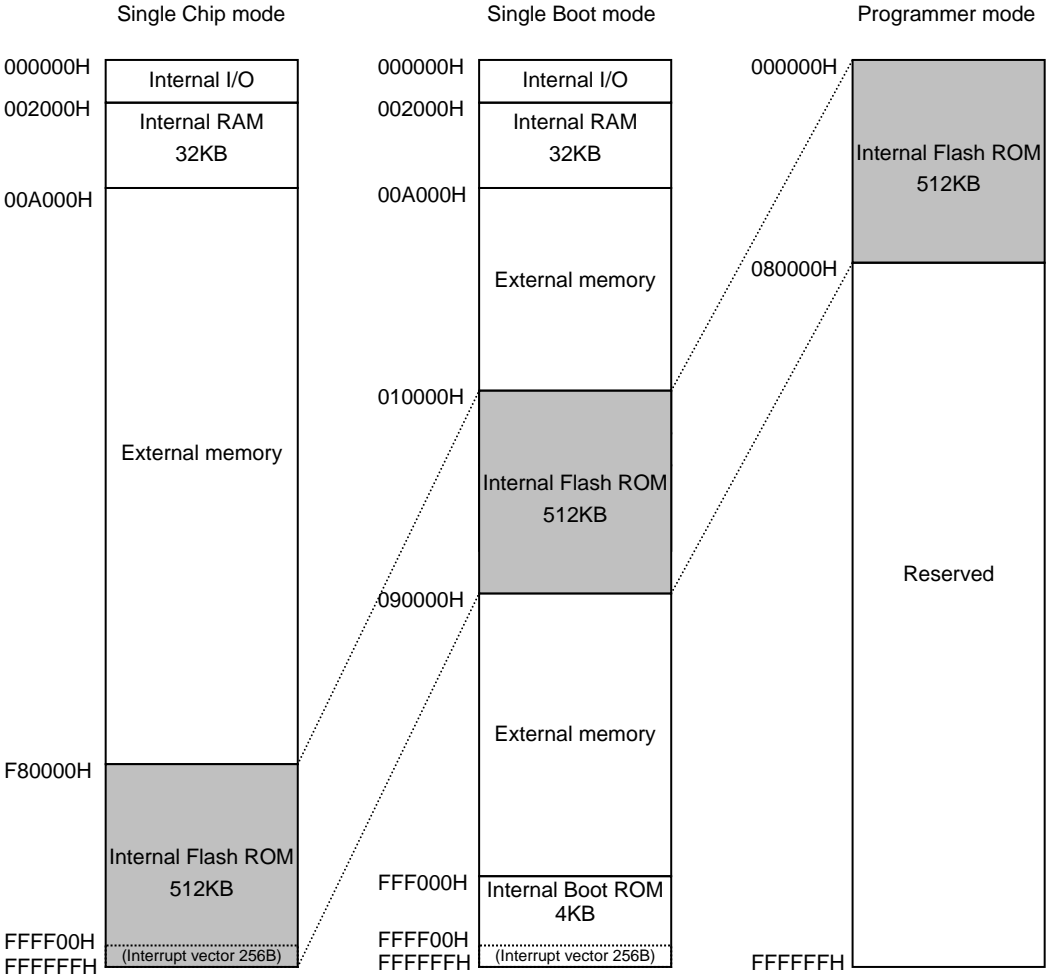 Single Chip mode
000000H
Internal I/O
002000H
Internal RAM
32KB
00A000H
External memory
F80000H
Internal Flash ROM
512KB
FFFF00H
(Interrupt vector 256B)
FFFFFFH
Single Boot mode
000000H
Internal I/O
002000H
Internal RAM
32KB
00A000H
External memory
010000H
Internal Flash ROM
512KB
090000H
External memory
FFF000H
Internal Boot ROM
4KB
FFFF00H
(Interrupt vector 256B)
FFFFFFH
Programmer mode
000000H
Internal Flash ROM
512KB
080000H
Reserved
FFFFFFH